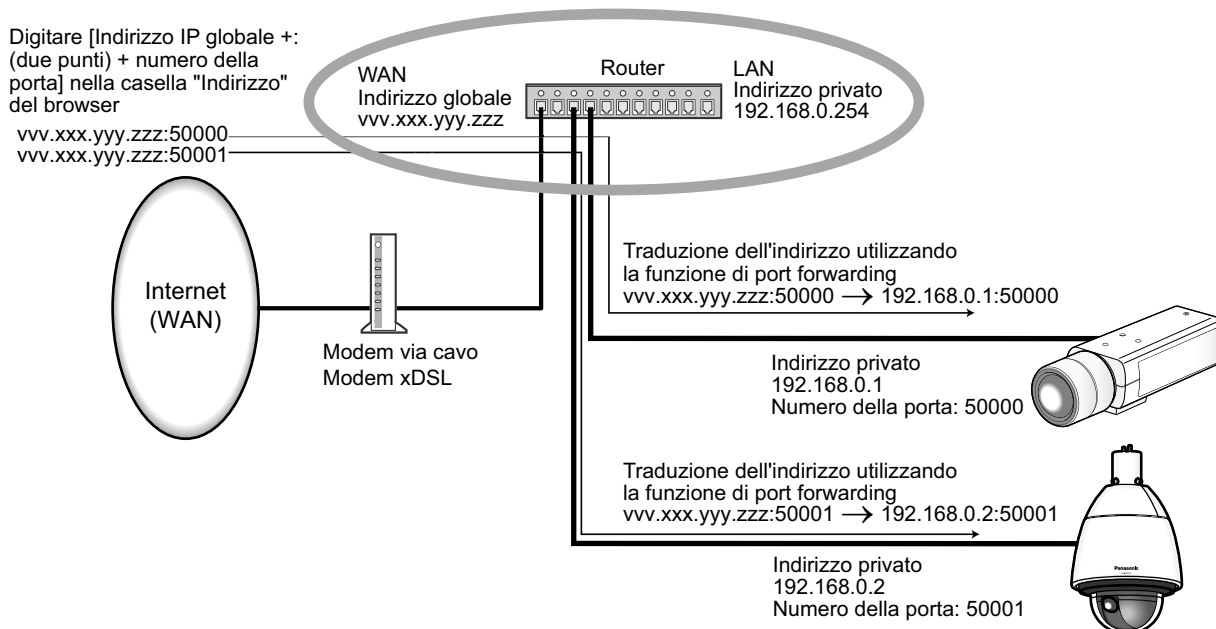 Digitare [Indirizzo IP globale +:
(due punti) + numero della
porta] nella casella "Indirizzo"
del browser
vvv.xxx.yyy.zzz:50000
vvv.xxx.yyy.zzz:50001
WAN
Indirizzo globale
vvv.xxx.yyy.zzz
Router
LAN
Indirizzo privato
192.168.0.254
Internet
(WAN)
Modem via cavo
Modem xDSL
Traduzione dell'indirizzo utilizzando
la funzione di port forwarding
vvv.xxx.yyy.zzz:50000 → 192.168.0.1:50000
Indirizzo privato
192.168.0.1
Numero della porta: 50000
Traduzione dell'indirizzo utilizzando
la funzione di port forwarding
vvv.xxx.yyy.zzz:50001 → 192.168.0.2:50001
Indirizzo privato
192.168.0.2
Numero della porta: 50001
Panasonic